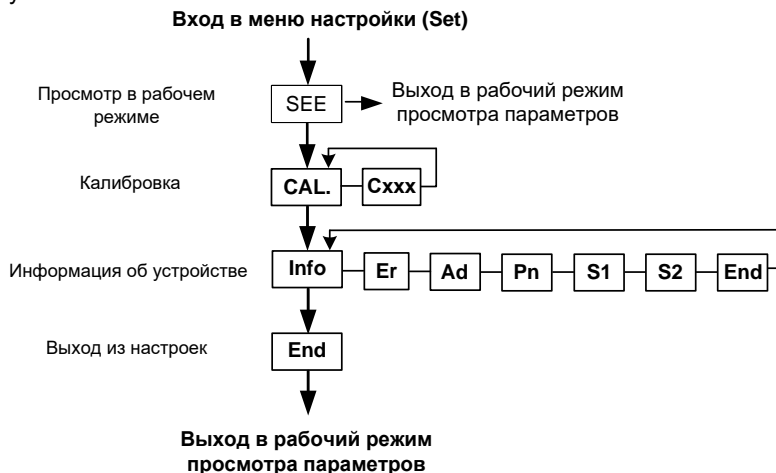 Вход в меню настройки (Set)
Просмотр в рабочем
режиме
SEE
Выход в рабочий режим
просмотра параметров
Калибровка
CAL.
Cxxx
Информация об устройстве
Info
Er
Ad
Pn
S1
S2
End
Выход из настроек
End
Выход в рабочий режим
просмотра параметров